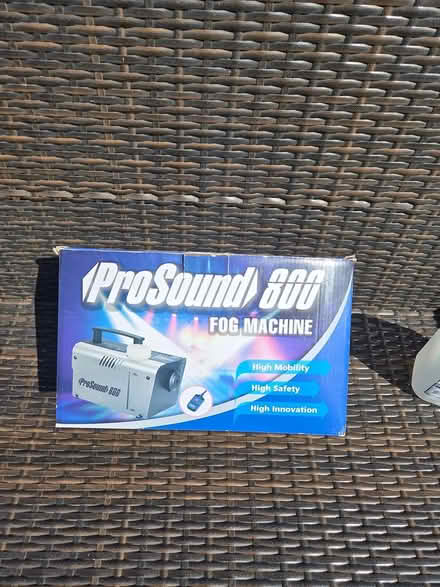 ProSound 800
FOG MACHINE
High Mobility
High Safety
High Innovation
ProSound 800